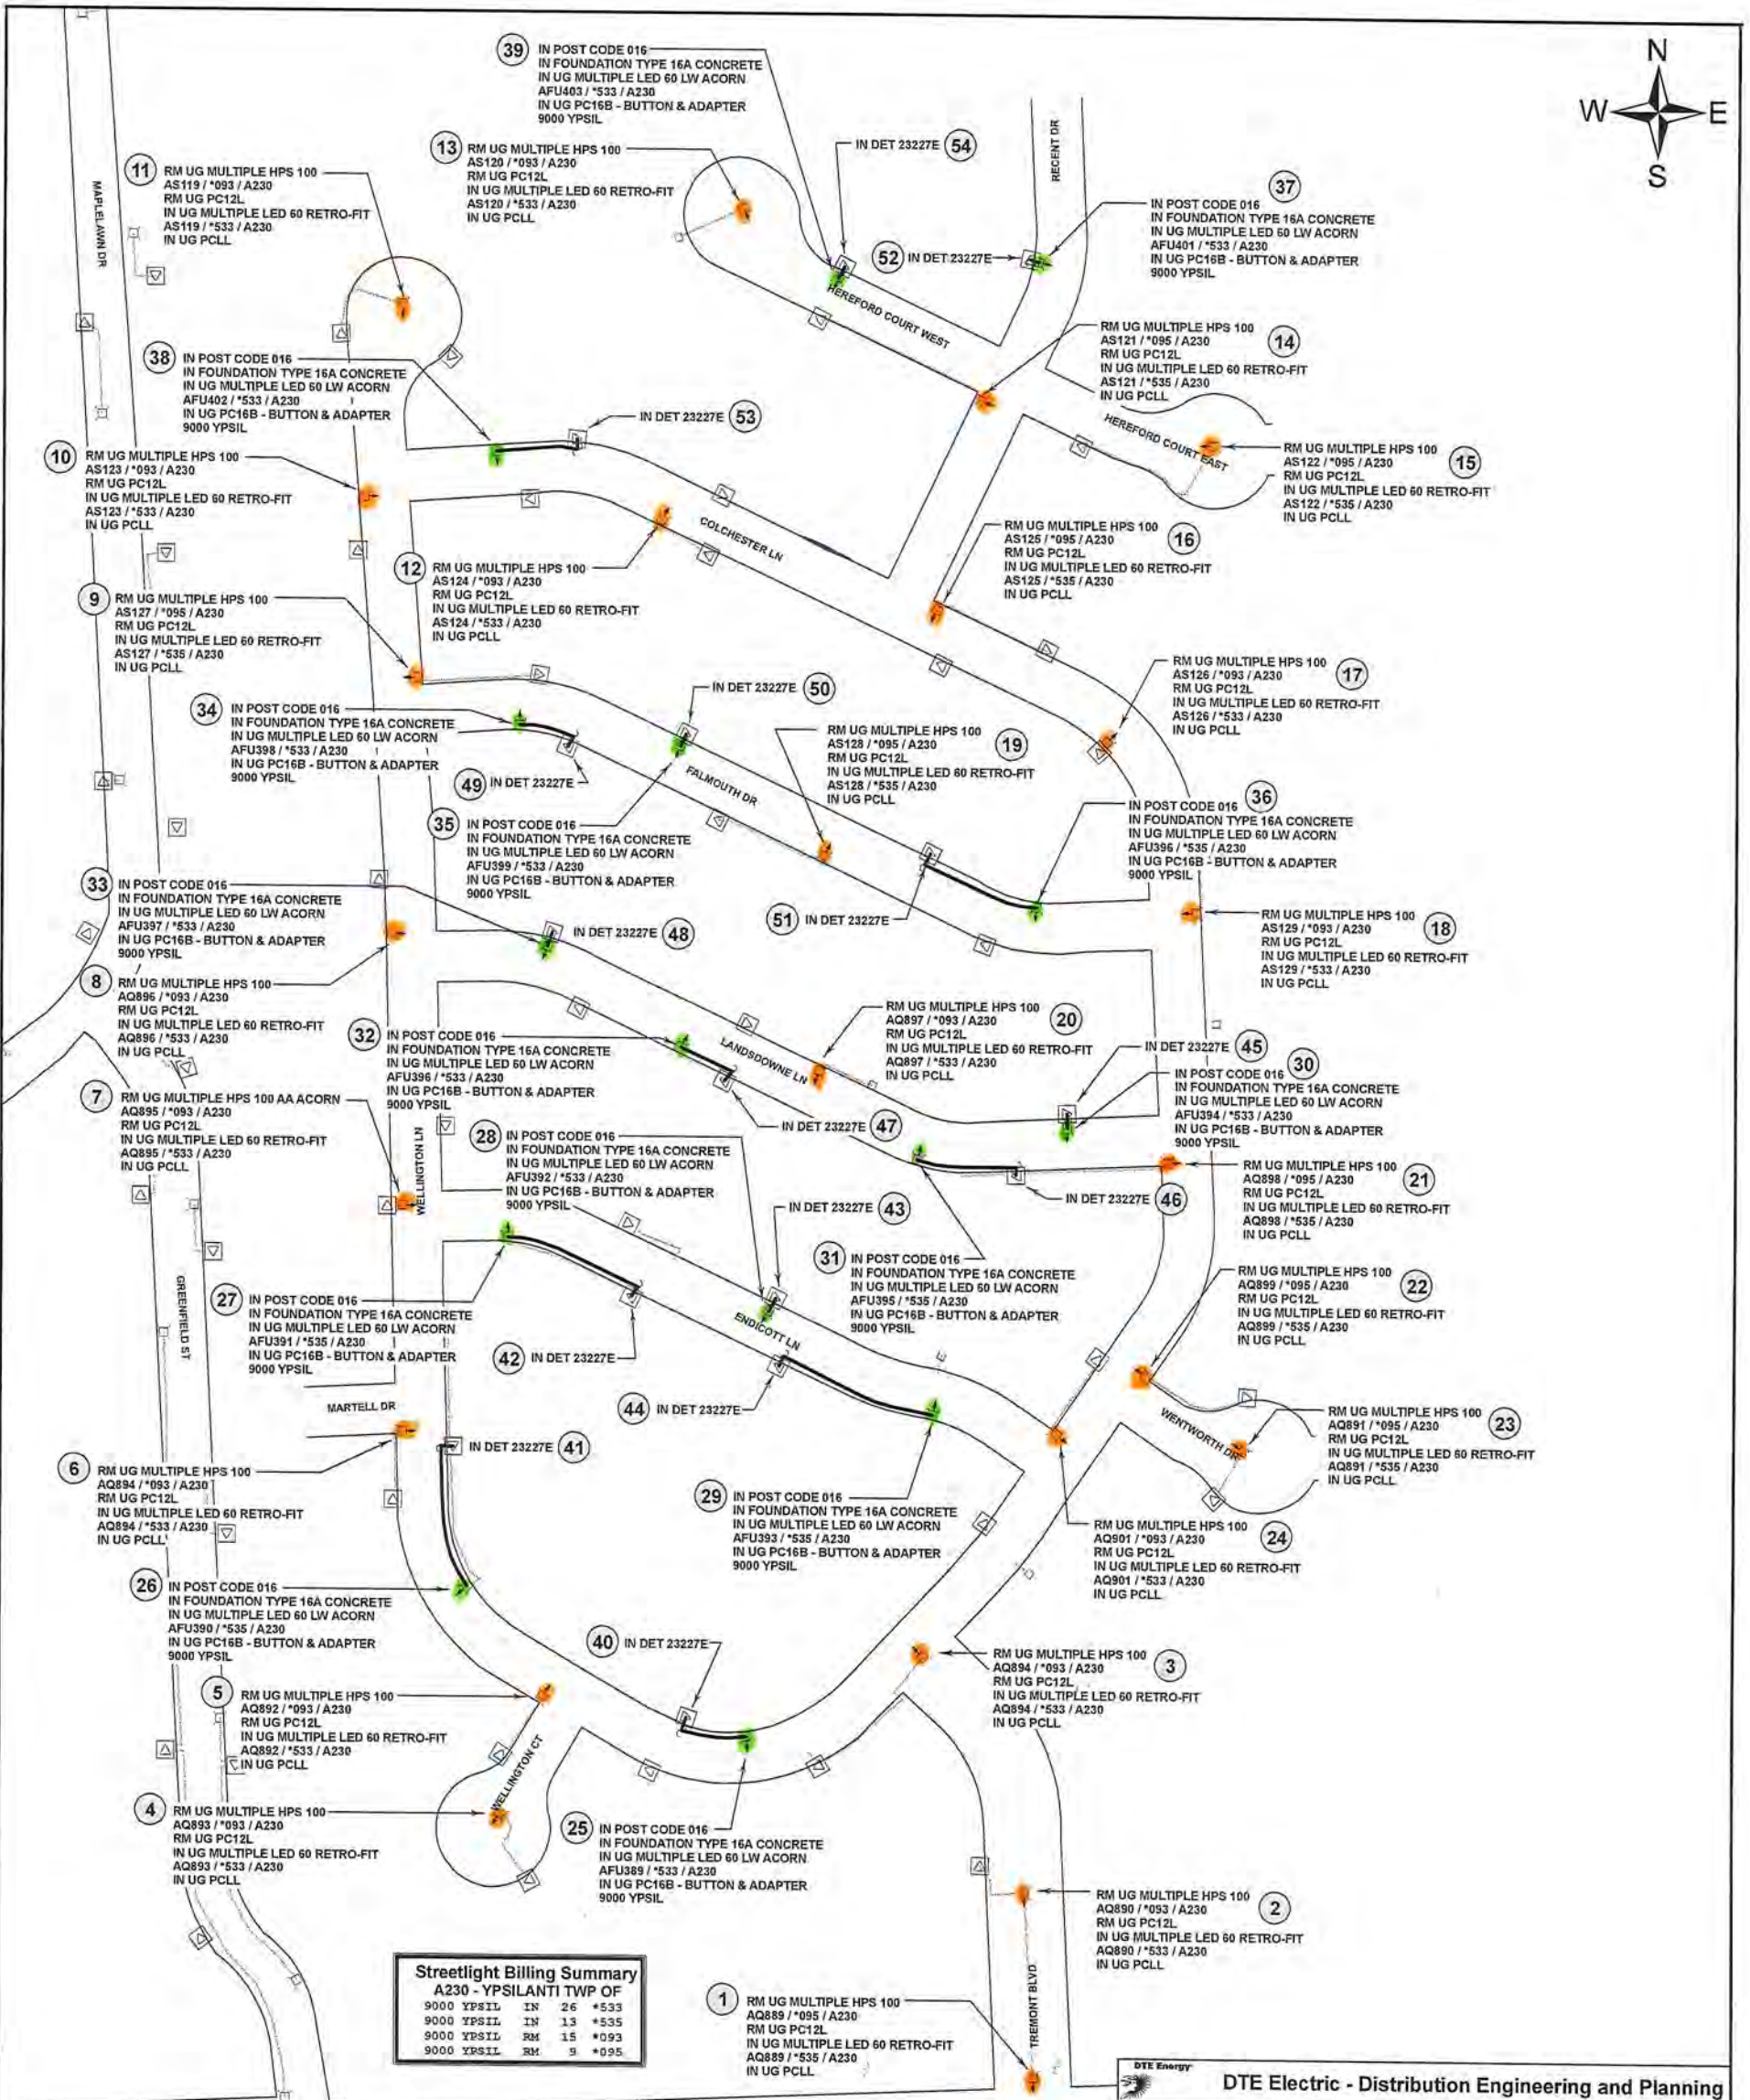 N
W
E
S
39
IN POST CODE 016
IN FOUNDATION TYPE 16A CONCRETE
IN UG MULTIPLE LED 60 LW ACORN
AFU403 / *533 / A230
IN UG PC16B - BUTTON & ADAPTER
9000 YPSIL
IN DET 23227E 54
RECENT DR
13
RM UG MULTIPLE HPS 100
AS120 / *093 / A230
RM UG PC12L
IN UG MULTIPLE LED 60 RETRO-FIT
AS120 / *533 / A230
IN UG PCLL
11
RM UG MULTIPLE HPS 100
AS119 / *093 / A230
RM UG PC12L
IN UG MULTIPLE LED 60 RETRO-FIT
AS119 / *533 / A230
IN UG PCLL
MAPLELAWN DR
37
IN POST CODE 016
IN FOUNDATION TYPE 16A CONCRETE
IN UG MULTIPLE LED 60 LW ACORN
AFU401 / *533 / A230
IN UG PC16B - BUTTON & ADAPTER
9000 YPSIL
52 IN DET 23227E
HEREFORD COURT WEST
14
RM UG MULTIPLE HPS 100
AS121 / *095 / A230
RM UG PC12L
IN UG MULTIPLE LED 60 RETRO-FIT
AS121 / *535 / A230
IN UG PCLL
38
IN POST CODE 016
IN FOUNDATION TYPE 16A CONCRETE
IN UG MULTIPLE LED 60 LW ACORN
AFU402 / *533 / A230
IN UG PC16B - BUTTON & ADAPTER
9000 YPSIL
IN DET 23227E 53
HEREFORD COURT EAST
15
RM UG MULTIPLE HPS 100
AS122 / *095 / A230
RM UG PC12L
IN UG MULTIPLE LED 60 RETRO-FIT
AS122 / *535 / A230
IN UG PCLL
10
RM UG MULTIPLE HPS 100
AS123 / *093 / A230
RM UG PC12L
IN UG MULTIPLE LED 60 RETRO-FIT
AS123 / *533 / A230
IN UG PCLL
COLCHESTER LN
16
RM UG MULTIPLE HPS 100
AS125 / *095 / A230
RM UG PC12L
IN UG MULTIPLE LED 60 RETRO-FIT
AS125 / *535 / A230
IN UG PCLL
12
RM UG MULTIPLE HPS 100
AS124 / *093 / A230
RM UG PC12L
IN UG MULTIPLE LED 60 RETRO-FIT
AS124 / *533 / A230
IN UG PCLL
9
RM UG MULTIPLE HPS 100
AS127 / *095 / A230
RM UG PC12L
IN UG MULTIPLE LED 60 RETRO-FIT
AS127 / *535 / A230
IN UG PCLL
17
RM UG MULTIPLE HPS 100
AS126 / *093 / A230
RM UG PC12L
IN UG MULTIPLE LED 60 RETRO-FIT
AS126 / *533 / A230
IN UG PCLL
IN DET 23227E 50
34
IN POST CODE 016
IN FOUNDATION TYPE 16A CONCRETE
IN UG MULTIPLE LED 60 LW ACORN
AFU398 / *533 / A230
IN UG PC16B - BUTTON & ADAPTER
9000 YPSIL
19
RM UG MULTIPLE HPS 100
AS128 / *095 / A230
RM UG PC12L
IN UG MULTIPLE LED 60 RETRO-FIT
AS128 / *535 / A230
IN UG PCLL
49 IN DET 23227E
FALMOUTH DR
36
IN POST CODE 016
IN FOUNDATION TYPE 16A CONCRETE
IN UG MULTIPLE LED 60 LW ACORN
AFU396 / *535 / A230
IN UG PC16B - BUTTON & ADAPTER
9000 YPSIL
35
IN POST CODE 016
IN FOUNDATION TYPE 16A CONCRETE
IN UG MULTIPLE LED 60 LW ACORN
AFU399 / *533 / A230
IN UG PC16B - BUTTON & ADAPTER
9000 YPSIL
33
IN POST CODE 016
IN FOUNDATION TYPE 16A CONCRETE
IN UG MULTIPLE LED 60 LW ACORN
AFU397 / *533 / A230
IN UG PC16B - BUTTON & ADAPTER
9000 YPSIL
51 IN DET 23227E
IN DET 23227E 48
18
RM UG MULTIPLE HPS 100
AS129 / *093 / A230
RM UG PC12L
IN UG MULTIPLE LED 60 RETRO-FIT
AS129 / *533 / A230
IN UG PCLL
8
RM UG MULTIPLE HPS 100
AQ896 / *093 / A230
RM UG PC12L
IN UG MULTIPLE LED 60 RETRO-FIT
AQ896 / *533 / A230
IN UG PCLL
20
RM UG MULTIPLE HPS 100
AQ897 / *093 / A230
RM UG PC12L
IN UG MULTIPLE LED 60 RETRO-FIT
AQ897 / *533 / A230
IN UG PCLL
32
IN POST CODE 016
IN FOUNDATION TYPE 16A CONCRETE
IN UG MULTIPLE LED 60 LW ACORN
AFU396 / *533 / A230
IN UG PC16B - BUTTON & ADAPTER
9000 YPSIL
LANDSDOWNE LN
IN DET 23227E 45
30
IN POST CODE 016
IN FOUNDATION TYPE 16A CONCRETE
IN UG MULTIPLE LED 60 LW ACORN
AFU394 / *533 / A230
IN UG PC16B - BUTTON & ADAPTER
9000 YPSIL
7
RM UG MULTIPLE HPS 100 AA ACORN
AQ895 / *093 / A230
RM UG PC12L
IN UG MULTIPLE LED 60 RETRO-FIT
AQ895 / *533 / A230
IN UG PCLL
IN DET 23227E 47
WELLINGTON LN
28
IN POST CODE 016
IN FOUNDATION TYPE 16A CONCRETE
IN UG MULTIPLE LED 60 LW ACORN
AFU392 / *533 / A230
IN UG PC16B - BUTTON & ADAPTER
9000 YPSIL
21
RM UG MULTIPLE HPS 100
AQ898 / *095 / A230
RM UG PC12L
IN UG MULTIPLE LED 60 RETRO-FIT
AQ898 / *535 / A230
IN UG PCLL
IN DET 23227E 46
IN DET 23227E 43
31
IN POST CODE 016
IN FOUNDATION TYPE 16A CONCRETE
IN UG MULTIPLE LED 60 LW ACORN
AFU395 / *535 / A230
IN UG PC16B - BUTTON & ADAPTER
9000 YPSIL
22
RM UG MULTIPLE HPS 100
AQ899 / *095 / A230
RM UG PC12L
IN UG MULTIPLE LED 60 RETRO-FIT
AQ899 / *535 / A230
IN UG PCLL
GREENFIELD ST
27
IN POST CODE 016
IN FOUNDATION TYPE 16A CONCRETE
IN UG MULTIPLE LED 60 LW ACORN
AFU391 / *535 / A230
IN UG PC16B - BUTTON & ADAPTER
9000 YPSIL
ENDICOTT LN
42 IN DET 23227E
44 IN DET 23227E
MARTELL DR
WENTWORTH DR
23
RM UG MULTIPLE HPS 100
AQ891 / *095 / A230
RM UG PC12L
IN UG MULTIPLE LED 60 RETRO-FIT
AQ891 / *535 / A230
IN UG PCLL
IN DET 23227E 41
6
RM UG MULTIPLE HPS 100
AQ894 / *093 / A230
RM UG PC12L
IN UG MULTIPLE LED 60 RETRO-FIT
AQ894 / *533 / A230
IN UG PCLL
29
IN POST CODE 016
IN FOUNDATION TYPE 16A CONCRETE
IN UG MULTIPLE LED 60 LW ACORN
AFU393 / *535 / A230
IN UG PC16B - BUTTON & ADAPTER
9000 YPSIL
24
RM UG MULTIPLE HPS 100
AQ901 / *093 / A230
RM UG PC12L
IN UG MULTIPLE LED 60 RETRO-FIT
AQ901 / *533 / A230
IN UG PCLL
26
IN POST CODE 016
IN FOUNDATION TYPE 16A CONCRETE
IN UG MULTIPLE LED 60 LW ACORN
AFU390 / *535 / A230
IN UG PC16B - BUTTON & ADAPTER
9000 YPSIL
40 IN DET 23227E
3
RM UG MULTIPLE HPS 100
AQ894 / *093 / A230
RM UG PC12L
IN UG MULTIPLE LED 60 RETRO-FIT
AQ894 / *533 / A230
IN UG PCLL
5
RM UG MULTIPLE HPS 100
AQ892 / *093 / A230
RM UG PC12L
IN UG MULTIPLE LED 60 RETRO-FIT
AQ892 / *533 / A230
IN UG PCLL
WELLINGTON CT
4
RM UG MULTIPLE HPS 100
AQ893 / *093 / A230
RM UG PC12L
IN UG MULTIPLE LED 60 RETRO-FIT
AQ893 / *533 / A230
IN UG PCLL
25
IN POST CODE 016
IN FOUNDATION TYPE 16A CONCRETE
IN UG MULTIPLE LED 60 LW ACORN
AFU389 / *533 / A230
IN UG PC16B - BUTTON & ADAPTER
9000 YPSIL
2
RM UG MULTIPLE HPS 100
AQ890 / *093 / A230
RM UG PC12L
IN UG MULTIPLE LED 60 RETRO-FIT
AQ890 / *533 / A230
IN UG PCLL
Streetlight Billing Summary
A230 - YPSILANTI TWP OF
9000 YPSIL IN 26 *533
9000 YPSIL IN 13 *535
9000 YPSIL RM 15 *093
9000 YPSIL RM 9 *095
1
RM UG MULTIPLE HPS 100
AQ889 / *095 / A230
RM UG PC12L
IN UG MULTIPLE LED 60 RETRO-FIT
AQ889 / *535 / A230
IN UG PCLL
TREMONT BLVD
DTE Energy
DTE Electric - Distribution Engineering and Planning